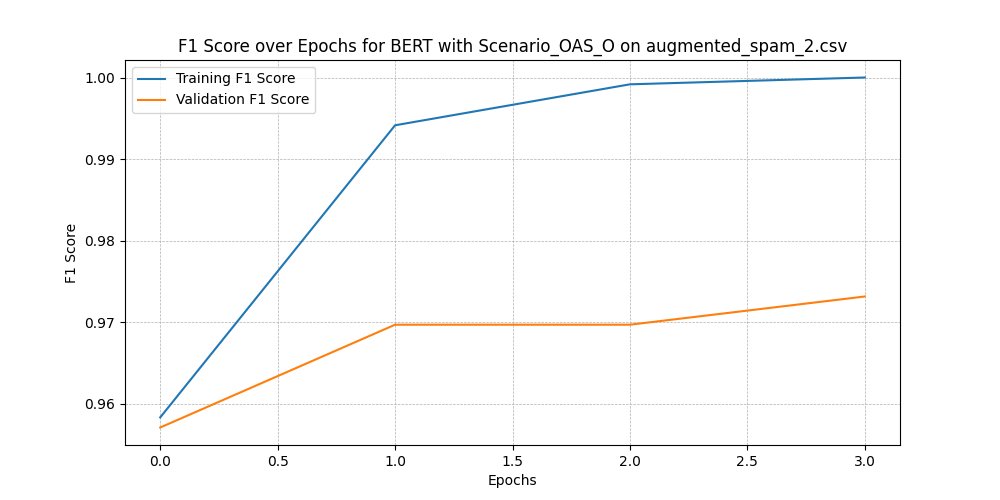 F1 Score over Epochs for BERT with Scenario_OAS_O on augmented_spam_2.csv
Training F1 Score
Validation F1 Score
1.00
0.99
0.98
0.97
0.96
F1 Score
0.0 0.5 1.0 1.5 2.0 2.5 3.0
Epochs